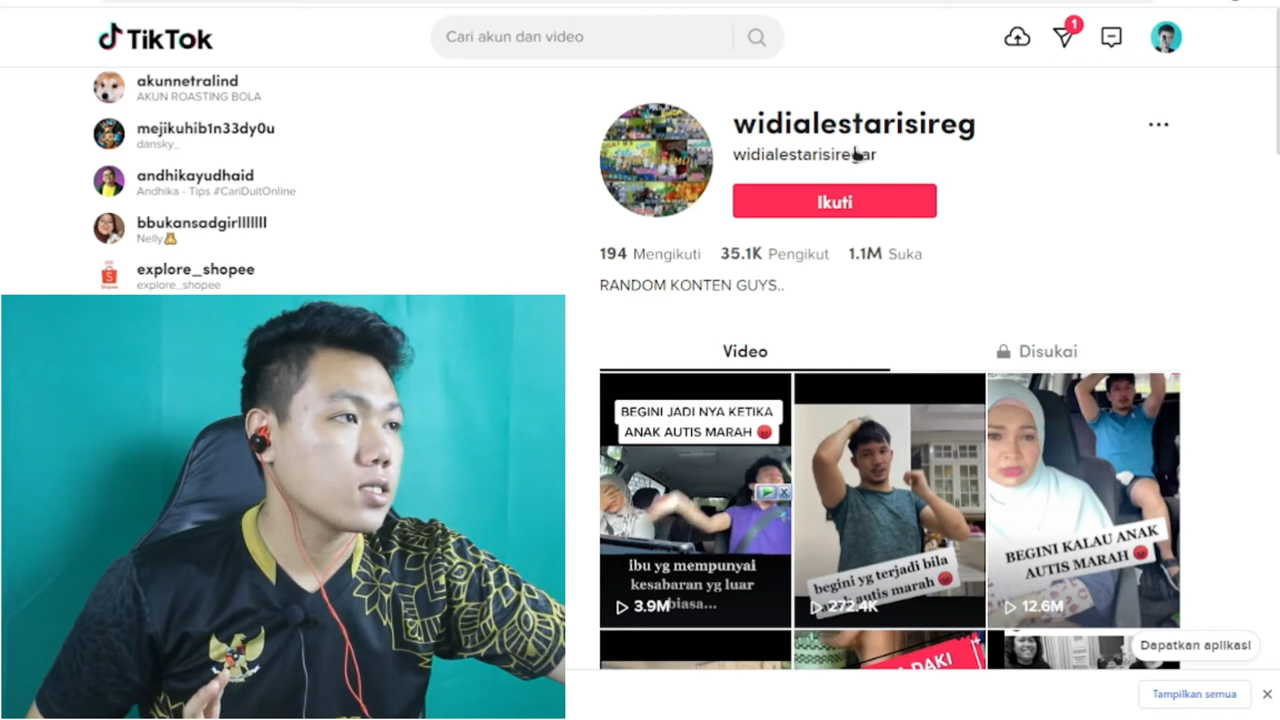 TikTok
Cari akun dan video
1
akunnetralind
AKUN ROASTING BOLA
mejikuhib1n33dy0u
dansky_
andhikayudhaid
Andhika - Tips #CariDuitOnline
bbukansadgirlllllll
Nelly
explore_shopee
explore_shopee
widialestarisireg
widialestarisiregar
Ikuti
194 Mengikuti 35.1K Pengikut 1.1M Suka
RANDOM KONTEN GUYS..
Video
Disukai
BEGINI JADI NYA KETIKA
ANAK AUTIS MARAH
ibu yg mempunyai
kesabaran yg luar
biasa...
3.9M
begini yg terjadi bila
autis marah
272.4K
BEGINI KALAU ANAK
AUTIS MARAH
12.6M
DAKI
Dapatkan aplikasi
Tampilkan semua